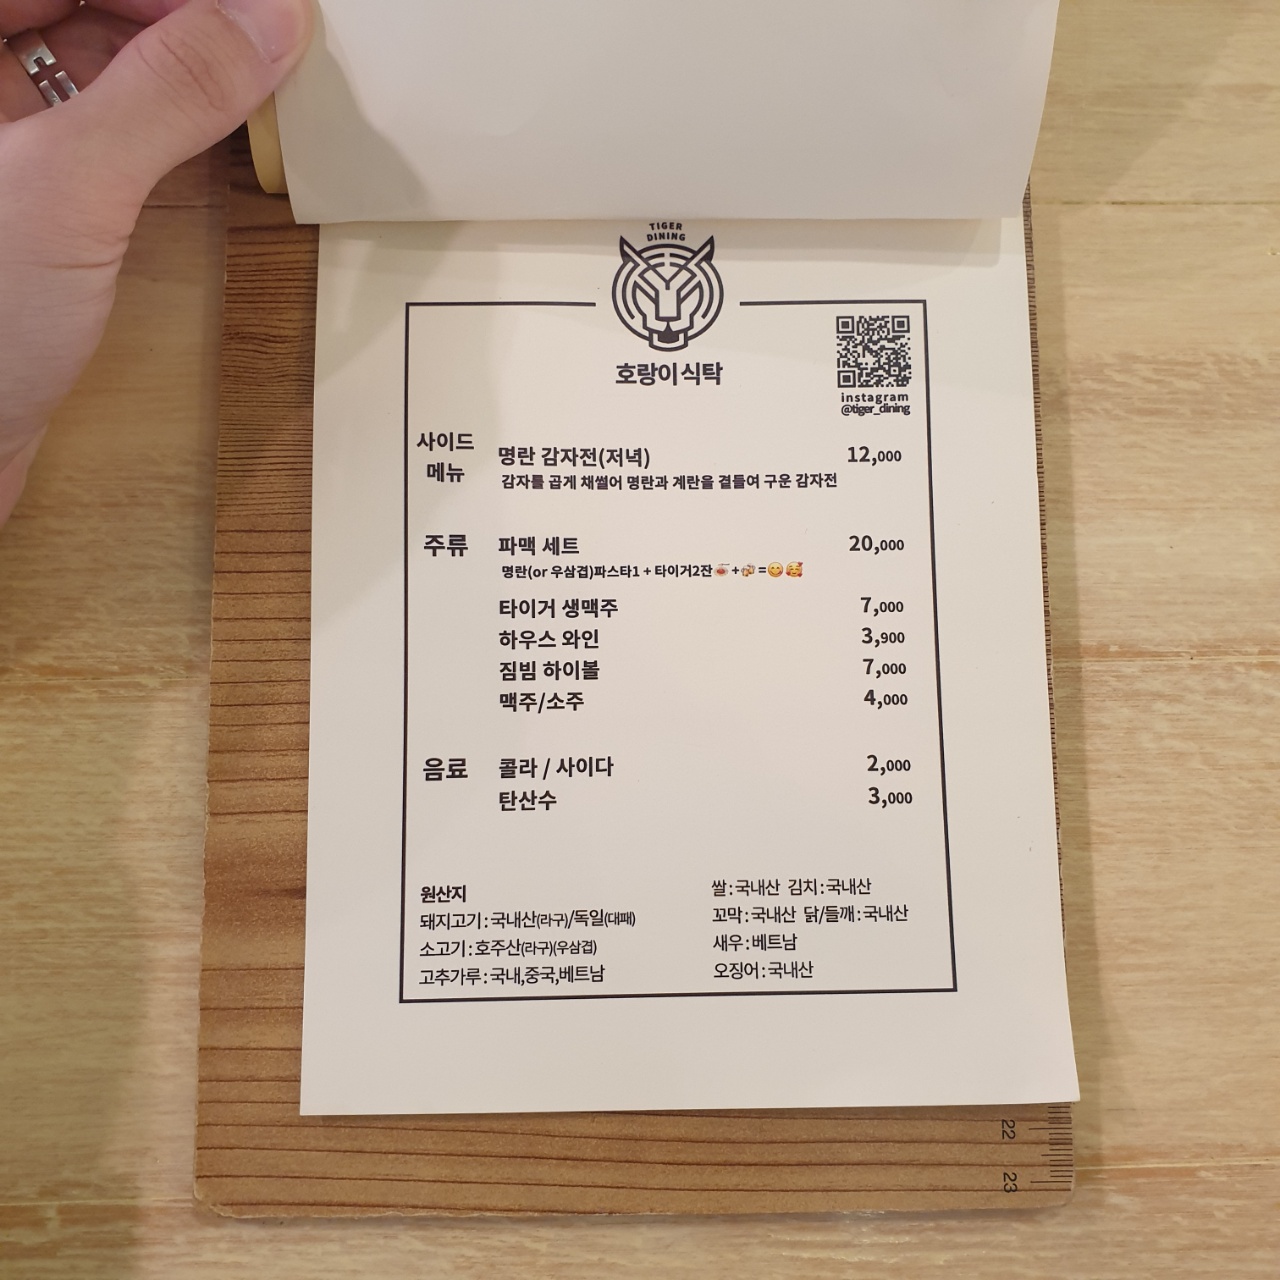 TIGER
DINING
호랑이식탁
instagram
@tiger_dining
사이드
메뉴
명란 감자전(저녁) 12,000
감자를 곱게 채썰어 명란과 계란을 곁들여 구운 감자전
주류 파맥 세트 20,000
명란(or 우삼겹)파스타1 + 타이거2잔🍝+🍻=😋🥰
타이거 생맥주 7,000
하우스 와인 3,900
짐빔 하이볼 7,000
맥주/소주 4,000
음료 콜라 / 사이다 2,000
탄산수 3,000
원산지
돼지고기:국내산(라구)/독일(대패)
소고기:호주산(라구)(우삼겹)
고추가루:국내,중국,베트남
쌀:국내산 김치:국내산
꼬막:국내산 닭/들깨:국내산
새우:베트남
오징어:국내산
22
23